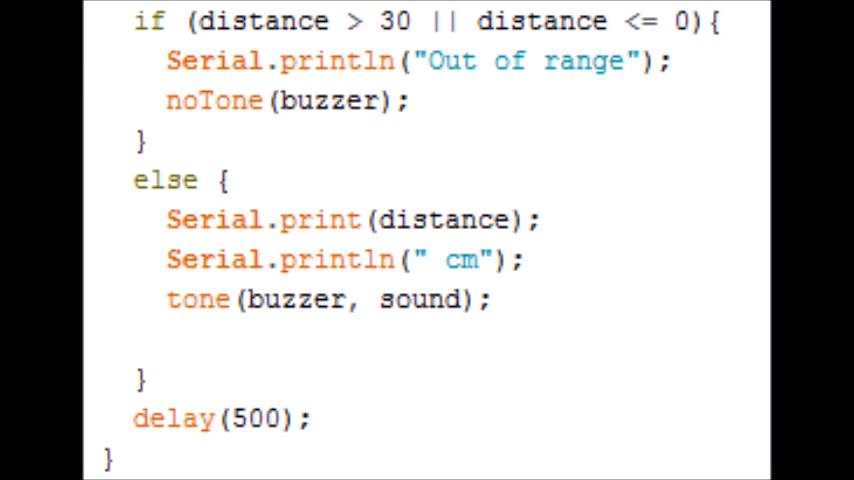 if (distance > 30 || distance <= 0){
Serial.println("Out of range");
noTone(buzzer);
}
else {
Serial.print(distance);
Serial.println(" cm");
tone(buzzer, sound);
}
delay(500);
}